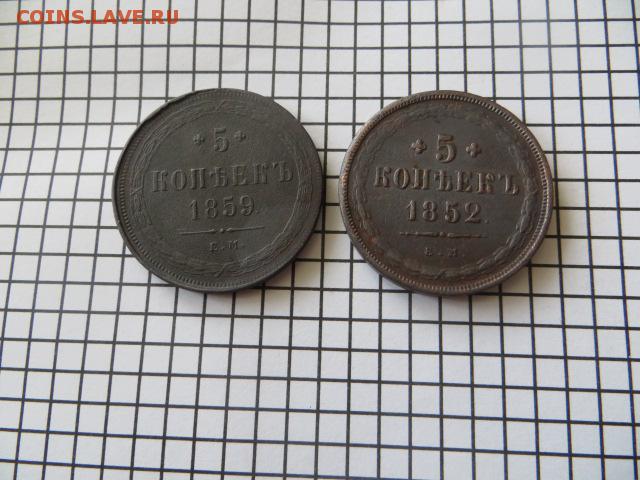 COINS.LAVE.RU
5
КОПѢЕКЪ
1859.
Е.М.
5
КОПѢЕКЪ
1852.
Е.М.